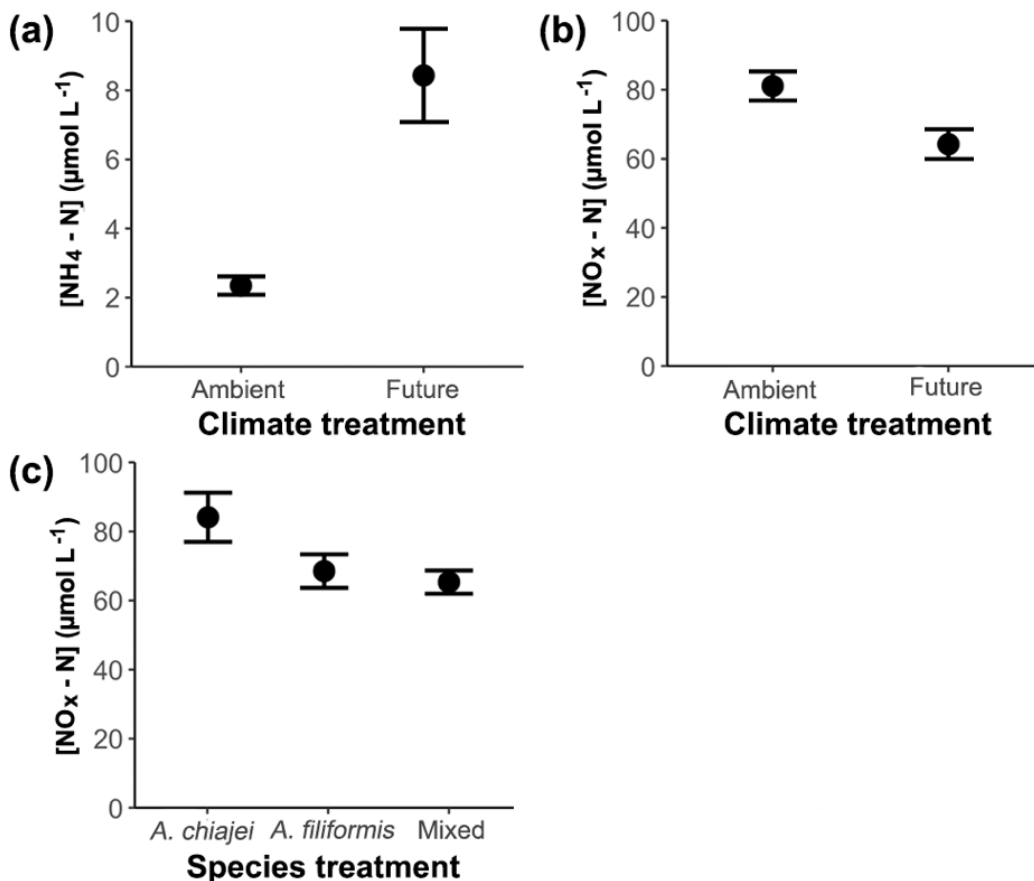 (a)
[NH4 - N] (µmol L-1)
10
8
6
4
2
0
Ambient Future
Climate treatment
(b)
[NOx - N] (µmol L-1)
100
80
60
40
20
0
Ambient Future
Climate treatment
(c)
[NOx - N] (µmol L-1)
100
80
60
40
20
0
A. chiajei A. filiformis Mixed
Species treatment